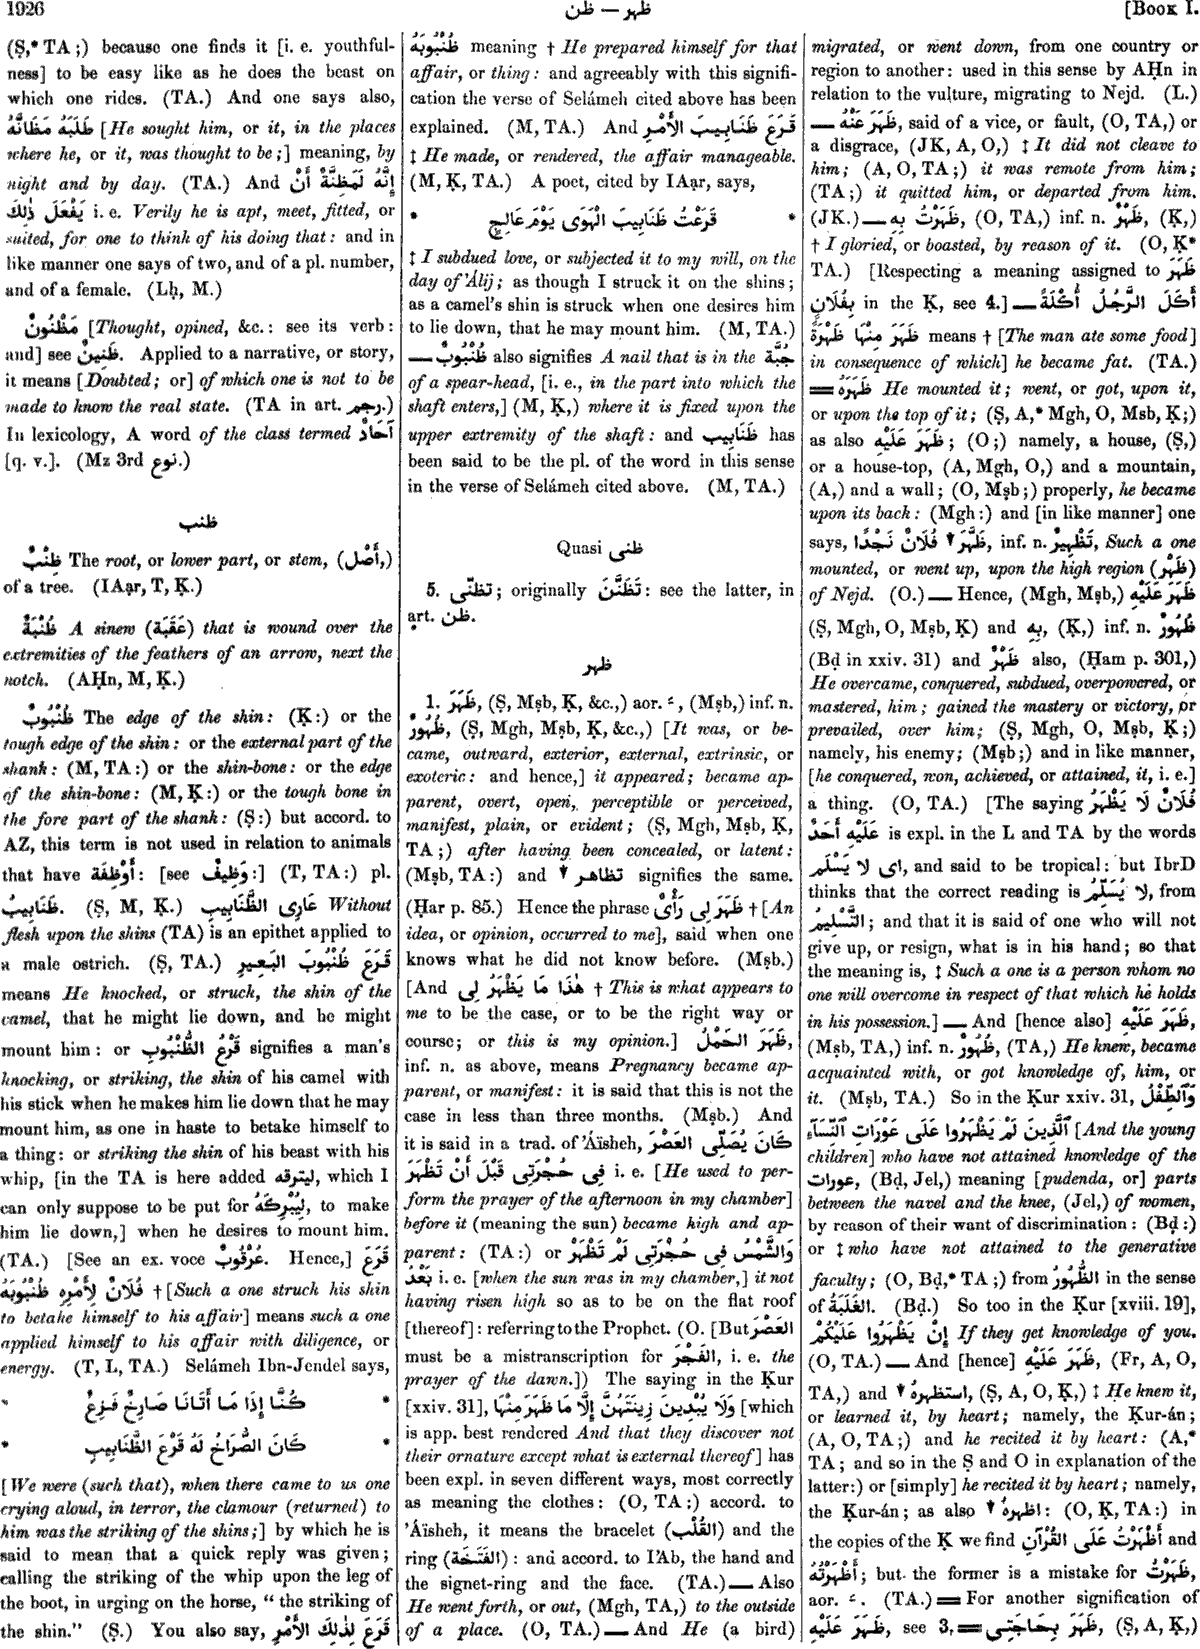 1926
ظهر — ظن
[BOOK I.
(Ṣ,* TA;) because one finds it [i. e. youthful-
ness] to be easy like as he does the beast on
which one rides. (TA.) And one says also,
طَلَبَهُ مَظَانَّهُ [He sought him, or it, in the places
where he, or it, was thought to be;] meaning, by
night and by day. (TA.) And إِنَّهُ لَمَظِنَّةٌ أَنْ
يَفْعَلَ ذٰلِكَ i. e. Verily he is apt, meet, fitted, or
suited, for one to think of his doing that: and in
like manner one says of two, and of a pl. number,
and of a female. (Lḥ, M.)
مَظْنُونٌ [Thought, opined, &c.: see its verb:
and] see ظَنِينٌ. Applied to a narrative, or story,
it means [Doubted; or] of which one is not to be
made to know the real state. (TA in art. رجم.)
In lexicology, A word of the class termed آحَادٌ
[q. v.]. (Mz 3rd نوع.)
ظنب
ظِنْبٌ The root, or lower part, or stem, (أَصْل,)
of a tree. (IAạr, T, Ḳ.)
ظُنْبَةٌ A sinew (عَقَبَة) that is wound over the
extremities of the feathers of an arrow, next the
notch. (AḤn, M, Ḳ.)
ظُنْبُوبٌ The edge of the shin: (Ḳ:) or the
tough edge of the shin: or the external part of the
shank: (M, TA:) or the shin-bone: or the edge
of the shin-bone: (M, Ḳ:) or the tough bone in
the fore part of the shank: (Ṣ:) but accord. to
AZ, this term is not used in relation to animals
that have أَوْظِفَة: [see وَظِيفٌ:] (T, TA:) pl.
ظَنَابِيبُ. (Ṣ, M, Ḳ.) عَارِى الظَّنَابِيبِ Without
flesh upon the shins (TA) is an epithet applied to
a male ostrich. (Ṣ, TA.) قَرَعَ ظُنْبُوبَ البَعِيرِ
means He knocked, or struck, the shin of the
camel, that he might lie down, and he might
mount him: or قَرْعُ الظُّنْبُوبِ signifies a man's
knocking, or striking, the shin of his camel with
his stick when he makes him lie down that he may
mount him, as one in haste to betake himself to
a thing: or striking the shin of his beast with his
whip, [in the TA is here added ليترقه, which I
can only suppose to be put for لِيُبْرِكَهُ, to make
him lie down,] when he desires to mount him.
(TA.) [See an ex. voce عُرْقُوبٌ. Hence,] قَرَعَ
فُلَانٌ لِأَمْرِهِ ظُنْبُوبَهُ † [Such a one struck his shin
to betake himself to his affair] means such a one
applied himself to his affair with diligence, or
energy. (T, L, TA.) Selámeh Ibn-Jendel says,
* كُنَّا إِذَا مَا أَتَانَا صَارِخٌ فَزِعٌ *
* كَانَ الصُّرَاخُ لَهُ قَرْعَ الظَّنَابِيبِ *
[We were (such that), when there came to us one
crying aloud, in terror, the clamour (returned) to
him was the striking of the shins;] by which he is
said to mean that a quick reply was given;
calling the striking of the whip upon the leg of
the boot, in urging on the horse, “the striking of
the shin.” (Ṣ.) You also say, قَرَعَ لِذٰلِكَ الأَمْرِ
ظُنْبُوبَهُ meaning † He prepared himself for that
affair, or thing: and agreeably with this signifi-
cation the verse of Selámeh cited above has been
explained. (M, TA.) And قَرَعَ ظَنَابِيبَ الأَمْرِ
‡ He made, or rendered, the affair manageable.
(M, Ḳ, TA.) A poet, cited by IAạr, says,
* قَرَعْتُ ظَنَابِيبَ الهَوَى يَوْمَ عَالِجٍ *
‡ I subdued love, or subjected it to my will, on the
day of 'Álij; as though I struck it on the shins;
as a camel's shin is struck when one desires him
to lie down, that he may mount him. (M, TA.)
— ظُنْبُوبٌ also signifies A nail that is in the جُبَّة
of a spear-head, [i. e., in the part into which the
shaft enters,] (M, Ḳ,) where it is fixed upon the
upper extremity of the shaft: and ظَنَابِيب has
been said to be the pl. of the word in this sense
in the verse of Selámeh cited above. (M, TA.)
Quasi ظنى
5. تظنّى; originally تَظَنَّنَ: see the latter, in
art. ظن.
ظهر
1. ظَهَرَ, (Ṣ, Mṣb, Ḳ, &c.,) aor. ـَ, (Mṣb,) inf. n.
ظُهُورٌ, (Ṣ, Mgh, Mṣb, Ḳ, &c.,) [It was, or be-
came, outward, exterior, external, extrinsic, or
exoteric: and hence,] it appeared; became ap-
parent, overt, open, perceptible or perceived,
manifest, plain, or evident; (Ṣ, Mgh, Mṣb, Ḳ,
TA;) after having been concealed, or latent:
(Mṣb, TA:) and ▼ تظاهر signifies the same.
(Ḥar p. 85.) Hence the phrase ظَهَرَ لِى رَأْىٌ † [An
idea, or opinion, occurred to me], said when one
knows what he did not know before. (Mṣb.)
[And هٰذَا مَا يَظْهَرُ لِى † This is what appears to
me to be the case, or to be the right way or
course; or this is my opinion.] ظَهَرَ الحَمْلُ,
inf. n. as above, means Pregnancy became ap-
parent, or manifest: it is said that this is not the
case in less than three months. (Mṣb.) And
it is said in a trad. of 'Áïsheh, كَانَ يُصَلِّى العَصْرَ
فِى حُجْرَتِى قَبْلَ أَنْ تَظْهَرَ i. e. [He used to per-
form the prayer of the afternoon in my chamber]
before it (meaning the sun) became high and ap-
parent: (TA:) or وَالشَّمْسُ فِى حُجْرَتِى لَمْ تَظْهَرْ
بَعْدُ i. e. [when the sun was in my chamber,] it not
having risen high so as to be on the flat roof
[thereof]: referring to the Prophet. (O. [But العَصْرَ
must be a mistranscription for الفَجْرَ, i. e. the
prayer of the dawn.]) The saying in the Ḳur
[xxiv. 31], وَلَا يُبْدِينَ زِينَتَهُنَّ إِلَّا مَا ظَهَرَ مِنْهَا [which
is app. best rendered And that they discover not
their ornature except what is external thereof] has
been expl. in seven different ways, most correctly
as meaning the clothes: (O, TA;) accord. to
'Áïsheh, it means the bracelet (القُلْب) and the
ring (الفَتَخَة): and accord. to I'Ab, the hand and
the signet-ring and the face. (TA.) — Also
He went forth, or out, (Mgh, TA,) to the outside
of a place. (O, TA.) — And He (a bird)
migrated, or went down, from one country or
region to another: used in this sense by AḤn in
relation to the vulture, migrating to Nejd. (L.)
— ظَهَرَ عَنْهُ, said of a vice, or fault, (O, TA,) or
a disgrace, (JK, A, O,) ‡ It did not cleave to
him; (A, O, TA;) it was remote from him;
(TA;) it quitted him, or departed from him.
(JK.) — ظَهَرْتُ بِهِ, (O, TA,) inf. n. ظَهْرٌ, (Ḳ,)
† I gloried, or boasted, by reason of it. (O, Ḳ*
TA.) [Respecting a meaning assigned to ظَهَرَ
بِفُلَانٍ in the Ḳ, see 4.] — أَكَلَ الرَّجُلُ أُكْلَةً
ظَهَرَ مِنْهَا ظَهْرَةً means † [The man ate some food]
in consequence of which] he became fat. (TA.)
= ظَهَرَهُ He mounted it; went, or got, upon it,
or upon the top of it; (Ṣ, A,* Mgh, O, Mṣb, Ḳ;)
as also ظَهَرَ عَلَيْهِ; (O;) namely, a house, (Ṣ,)
or a house-top, (A, Mgh, O,) and a mountain,
(A,) and a wall; (O, Mṣb;) properly, he became
upon its back: (Mgh:) and [in like manner] one
says, فُلَانٌ نَجْدًا ▼ ظَهَّرَ, inf. n. تَظْهِيرٌ, Such a one
mounted, or went up, upon the high region (ظَهْر)
of Nejd. (O.) — Hence, (Mgh, Mṣb,) ظَهَرَ عَلَيْهِ
(Ṣ, Mgh, O, Mṣb, Ḳ) and بِهِ, (Ḳ,) inf. n. ظُهُورٌ
(Bḍ in xxiv. 31) and ظَهْرٌ also, (Ḥam p. 301,)
He overcame, conquered, subdued, overpowered, or
mastered, him; gained the mastery or victory, or
prevailed, over him; (Ṣ, Mgh, O, Mṣb, Ḳ;)
namely, his enemy; (Mṣb;) and in like manner,
[he conquered, won, achieved, or attained, it, i. e.]
a thing. (O, TA.) [The saying فُلَانٌ لَا يَظْهَرُ
عَلَيْهِ أَحَدٌ is expl. in the L and TA by the words
اى لا يَسْلَم, and said to be tropical: but IbrD
thinks that the correct reading is لَا يُسَلِّمُ, from
التَّسْلِيمُ; and that it is said of one who will not
give up, or resign, what is in his hand; so that
the meaning is, ‡ Such a one is a person whom no
one will overcome in respect of that which he holds
in his possession.] — And [hence also] ظَهَرَ عَلَيْهِ,
(Mṣb, TA,) inf. n. ظُهُورٌ, (TA,) He knew, became
acquainted with, or got knowledge of, him, or
it. (Mṣb, TA.) So in the Ḳur xxiv. 31, وَٱلطِّفْلُ
ٱلَّذِينَ لَمْ يَظْهَرُوا عَلَى عَوْرَاتِ ٱلنِّسَآءِ [And the young
children] who have not attained knowledge of the
عورات, (Bḍ, Jel,) meaning [pudenda, or] parts
between the navel and the knee, (Jel,) of women,
by reason of their want of discrimination: (Bḍ:)
or ‡ who have not attained to the generative
faculty; (O, Bḍ,* TA;) from الظُّهُورُ in the sense
of الغَلَبَةُ. (Bḍ.) So too in the Ḳur [xviii. 19],
إِنْ يَظْهَرُوا عَلَيْكُمْ If they get knowledge of you.
(O, TA.) — And [hence] ظَهَرَ عَلَيْهِ, (Fr, A, O,
TA,) and ▼ استظهرهُ, (Ṣ, A, O, Ḳ,) ‡ He knew it,
or learned it, by heart; namely, the Ḳur-án;
(A, O, TA;) and he recited it by heart: (A,*
TA; and so in the Ṣ and O in explanation of the
latter:) or [simply] he recited it by heart; namely,
the Ḳur-án; as also ▼ اظهرهُ: (O, Ḳ, TA:) in
the copies of the Ḳ we find أَظْهَرْتُ عَلَى القُرْآنِ and
أَظْهَرْتُهُ; but the former is a mistake for ظَهَرْتُ,
aor. ـَ. (TA.) = For another signification of
ظَهَرَ عَلَيْهِ, see 3. = ظَهَرَ بِحَاجَتِى, (Ṣ, A, Ḳ,)